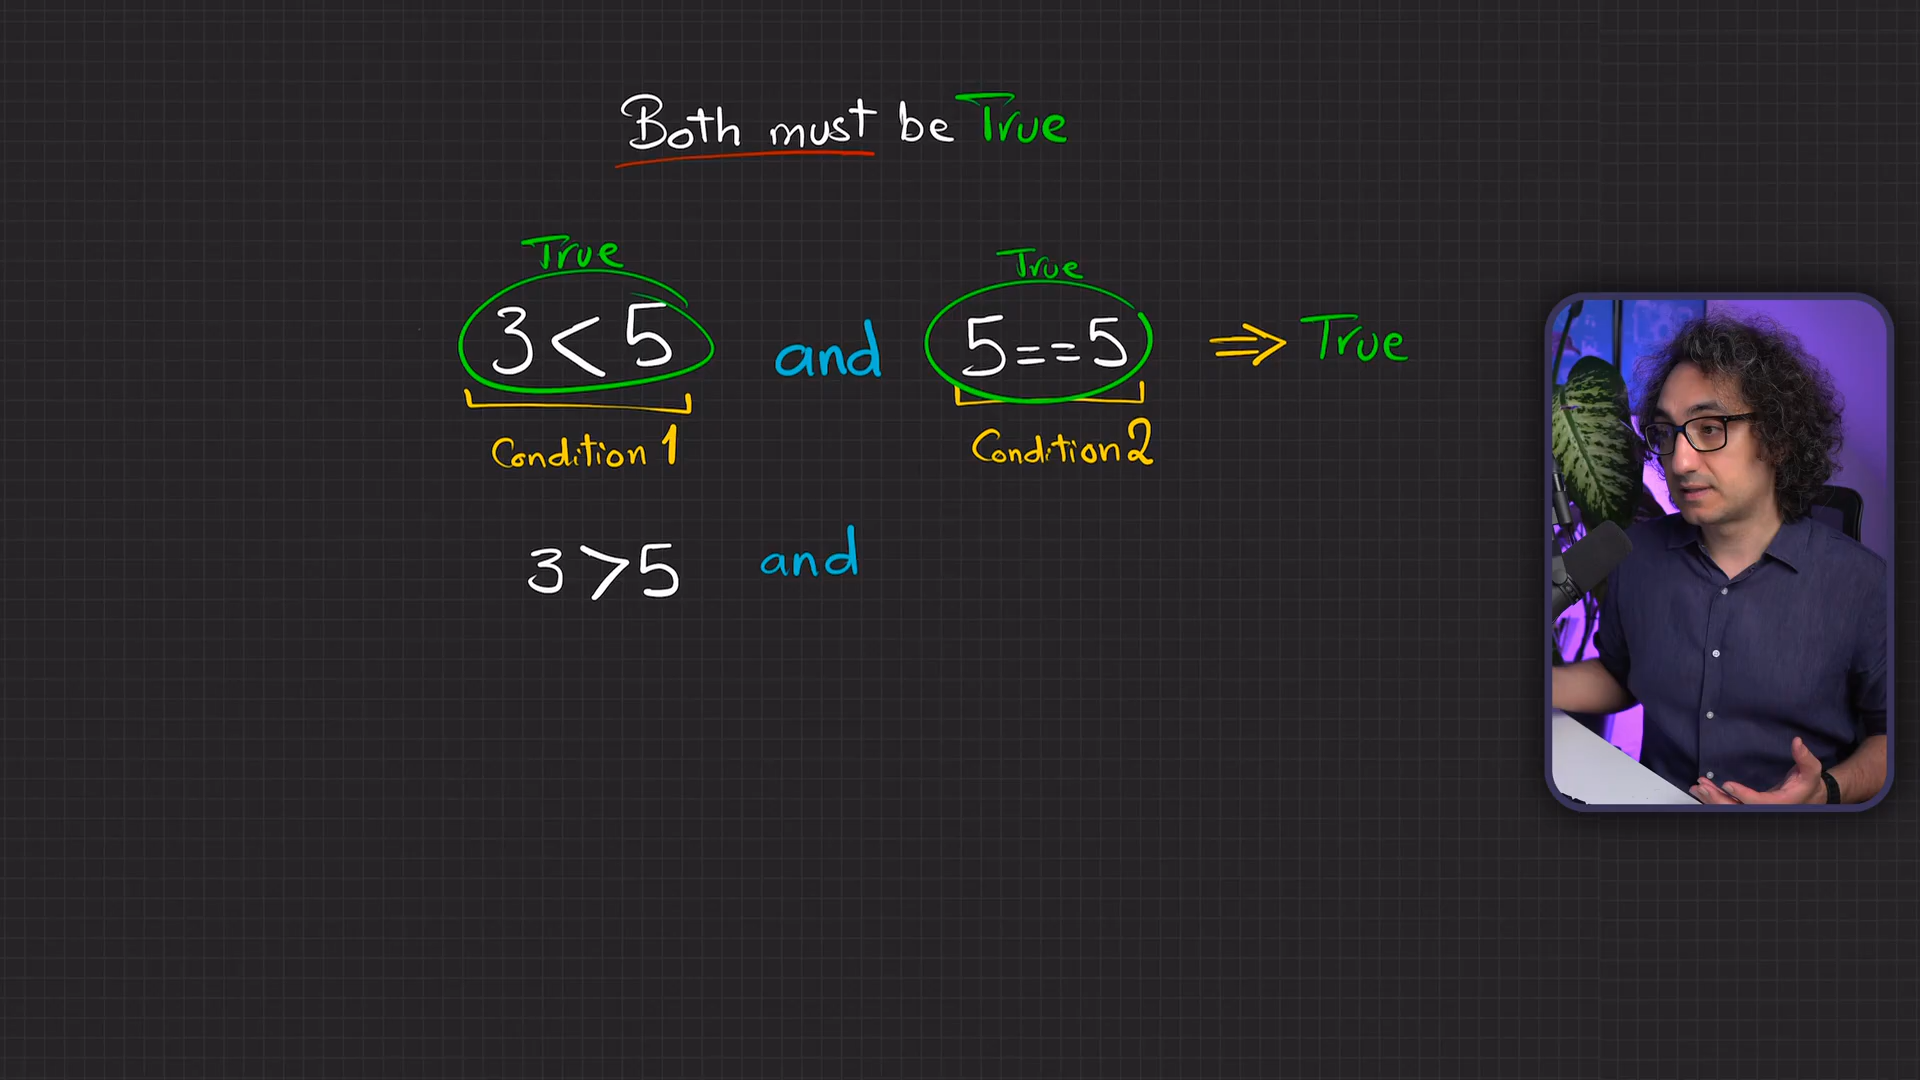 Both must be True
True True
3 < 5 and 5==5 ⇒ True
Condition 1 Condition 2
3 > 5 and